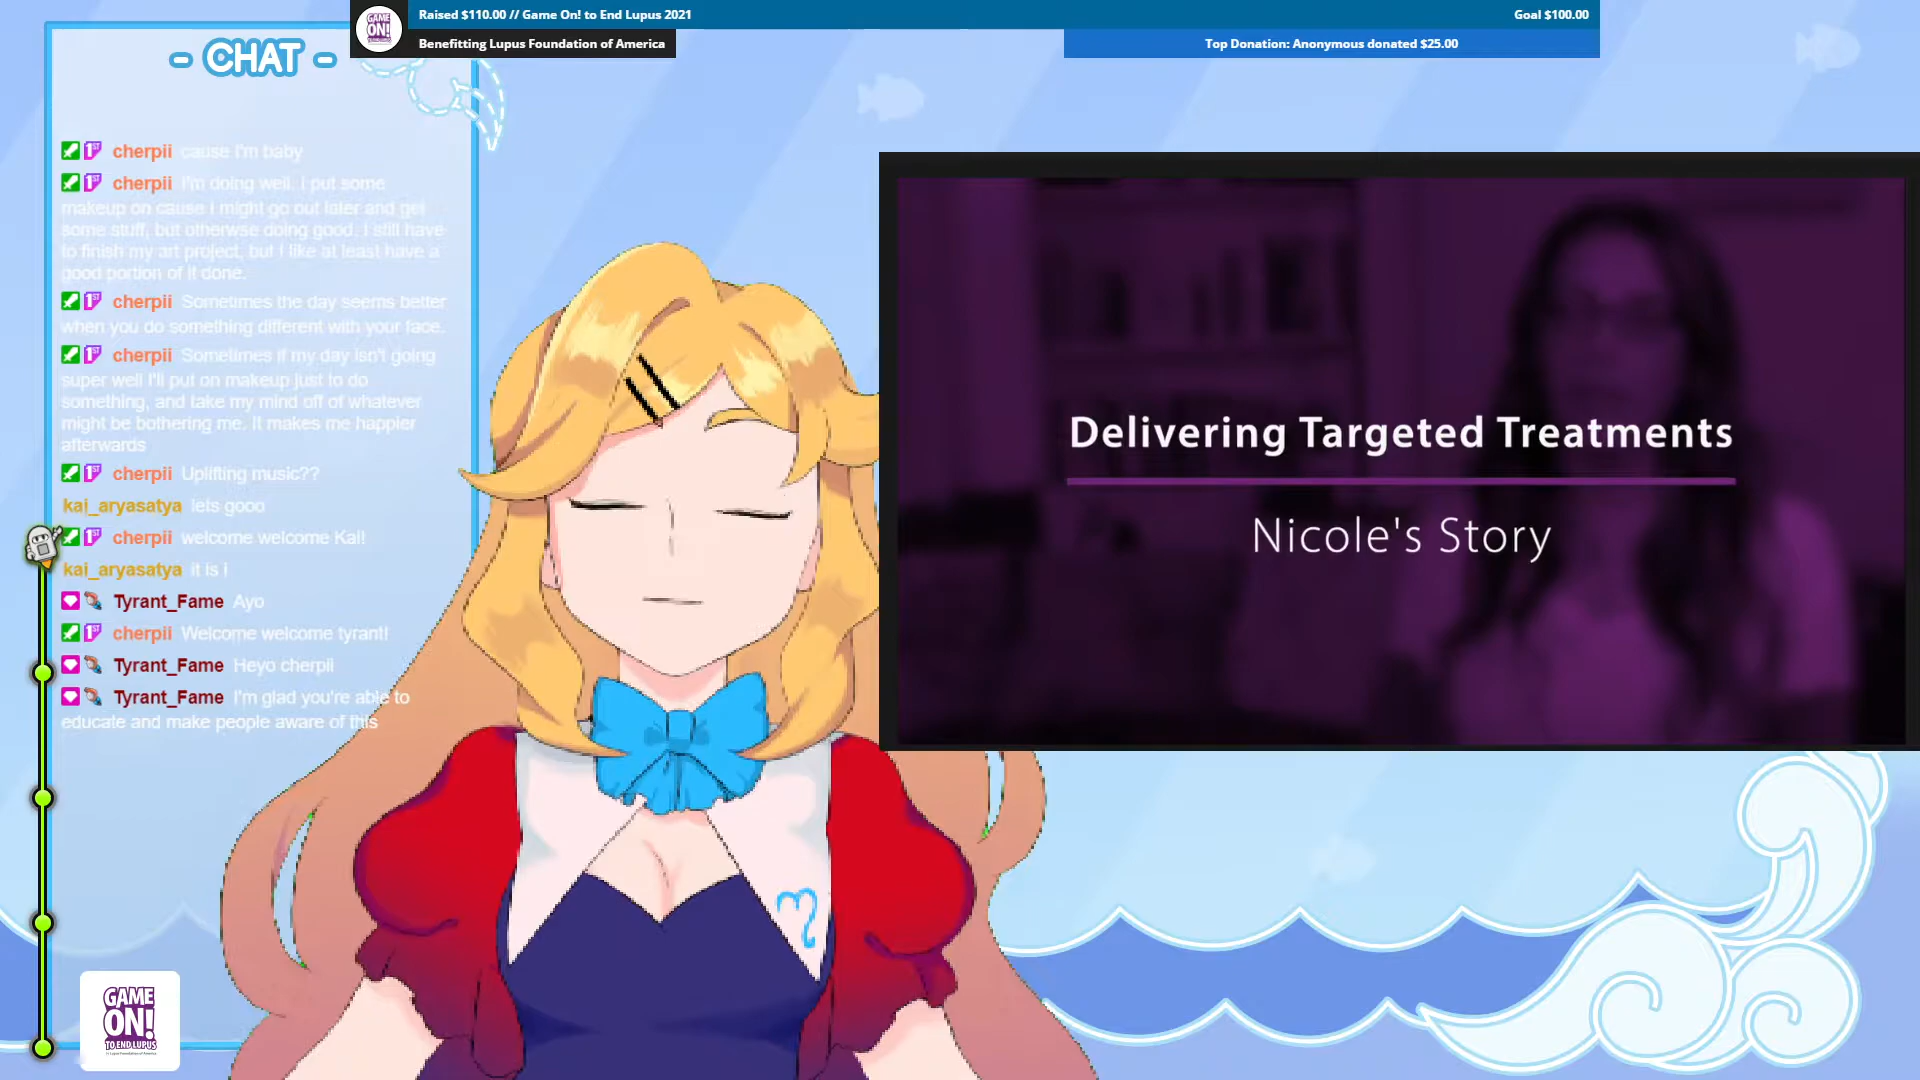 Raised $110.00 // Game On! to End Lupus 2021
Goal $100.00
GAME
ON!
Benefitting Lupus Foundation of America
Top Donation: Anonymous donated $25.00
- CHAT -
cherpii cause I'm baby
cherpii I'm doing well. I put some
makeup on cause I might go out later and get
some stuff, but otherwse doing good. I still have
to finish my art project, but I like at least have a
good portion of it done.
cherpii Sometimes the day seems better
when you do something different with your face.
cherpii Sometimes if my day isn't going
super well I'll put on makeup just to do
something, and take my mind off of whatever
might be bothering me. It makes me happier
afterwards
cherpii Uplifting music??
kai_aryasatya lets gooo
cherpii welcome welcome Kai!
kai_aryasatya it is i
Tyrant_Fame Ayo
cherpii Welcome welcome tyrant!
Tyrant_Fame Heyo cherpii
Tyrant_Fame I'm glad you're able to
educate and make people aware of this
Delivering Targeted Treatments
Nicole's Story
GAME
ON!
TO END LUPUS